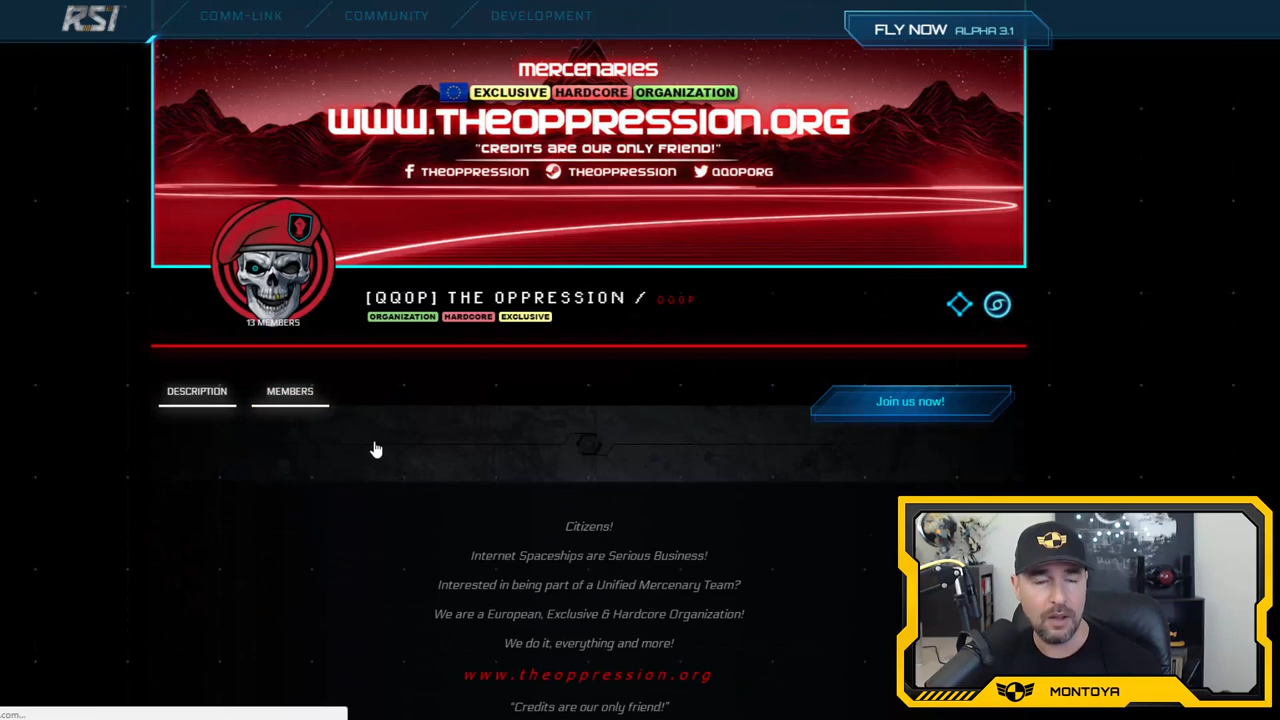 RSI COMM-LINK COMMUNITY DEVELOPMENT FLY NOW ALPHA 3.1
MERCENARIES
EXCLUSIVE HARDCORE ORGANIZATION
WWW.THEOPPRESSION.ORG
"CREDITS ARE OUR ONLY FRIEND!"
THEOPPRESSION THEOPPRESSION QQOPORG
[QQOP] THE OPPRESSION / QQOP
ORGANIZATION HARDCORE EXCLUSIVE
13 MEMBERS
DESCRIPTION MEMBERS
Join us now!
Citizens!
Internet Spaceships are Serious Business!
Interested in being part of a Unified Mercenary Team?
We are a European, Exclusive & Hardcore Organization!
We do it, everything and more!
www.theoppression.org
"Credits are our only friend!"
MONTOYA
.com...